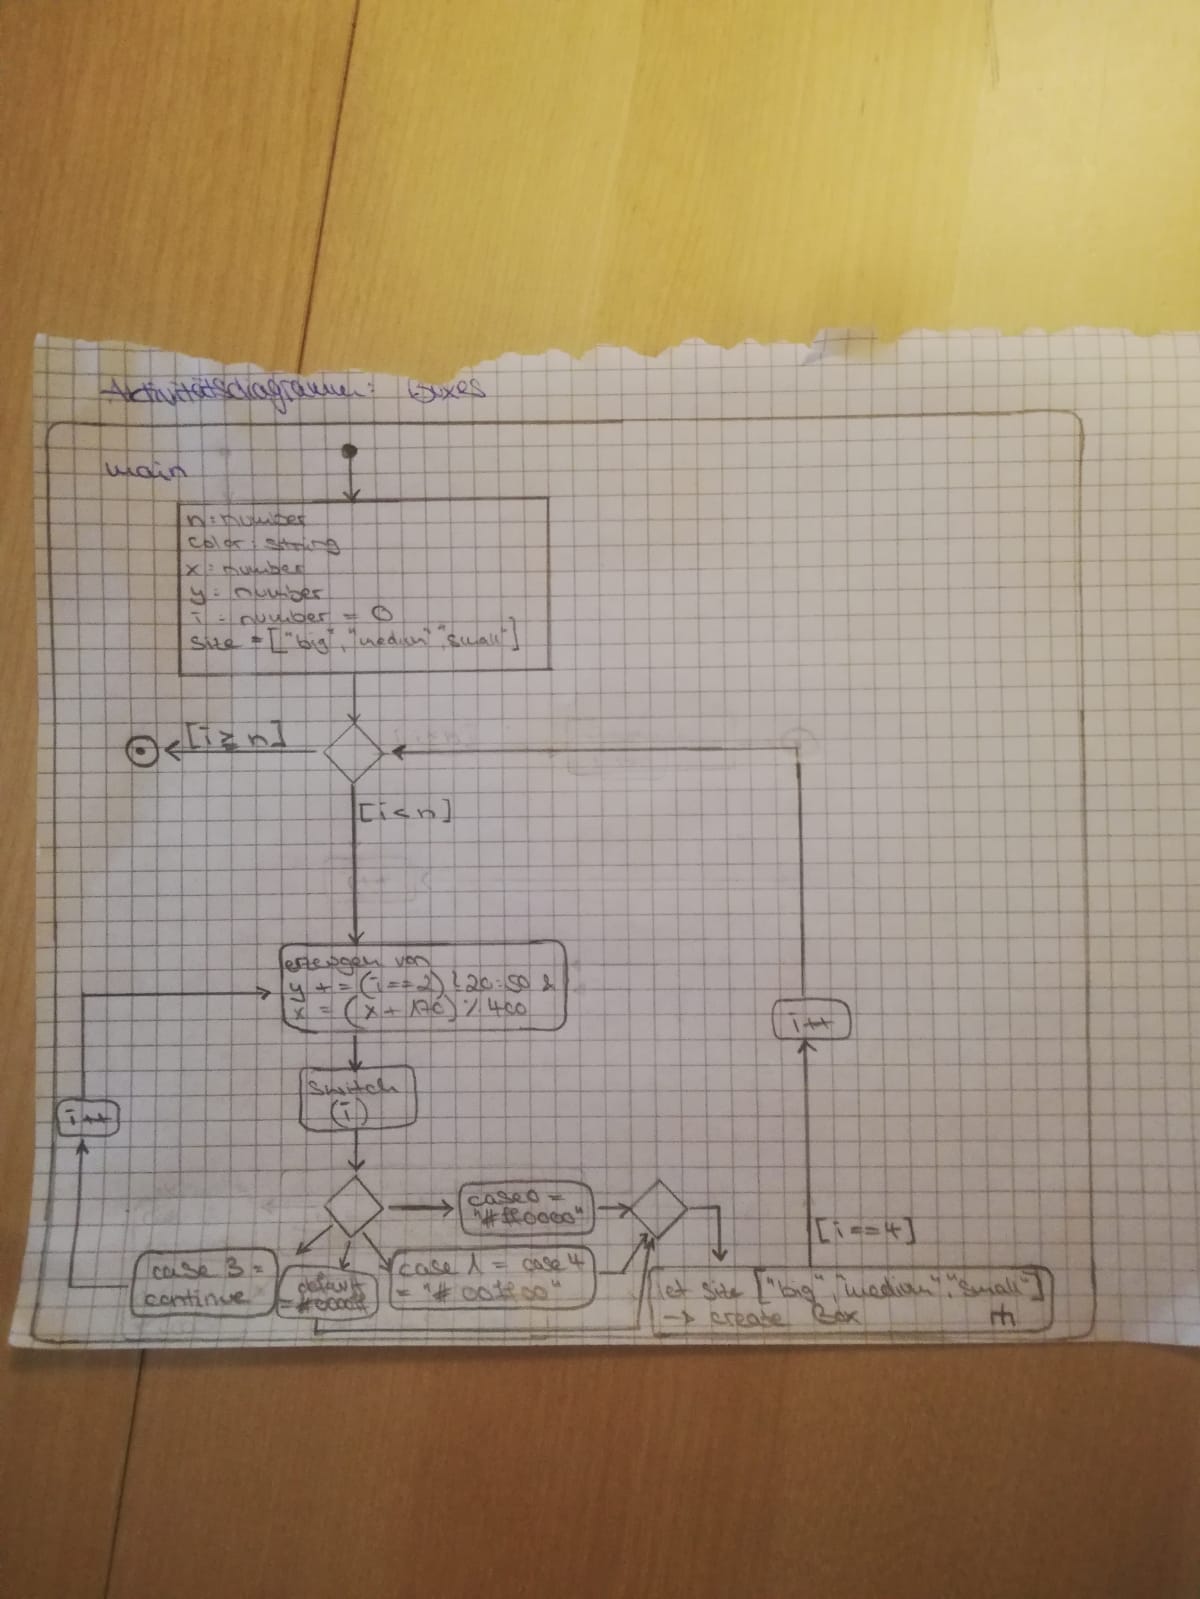 Aktivitätsdiagramm: Boxes
main
n: number
color: string
x: number
y: number
i: number = 0
size = ["big", "medium", "small"]
[i ≥ n]
[i < n]
erzeugen von
y += (i == 2) ? 20 : 50 &
x = (x + 170) % 400
i++
switch
(i)
i++
case 0 =
"#ff0000"
[i == 4]
case 3 =
continue
default
= #0000ff
case 1 = case 4
= "#00ff00"
let size ["big", "medium", "small"]
→ create Box